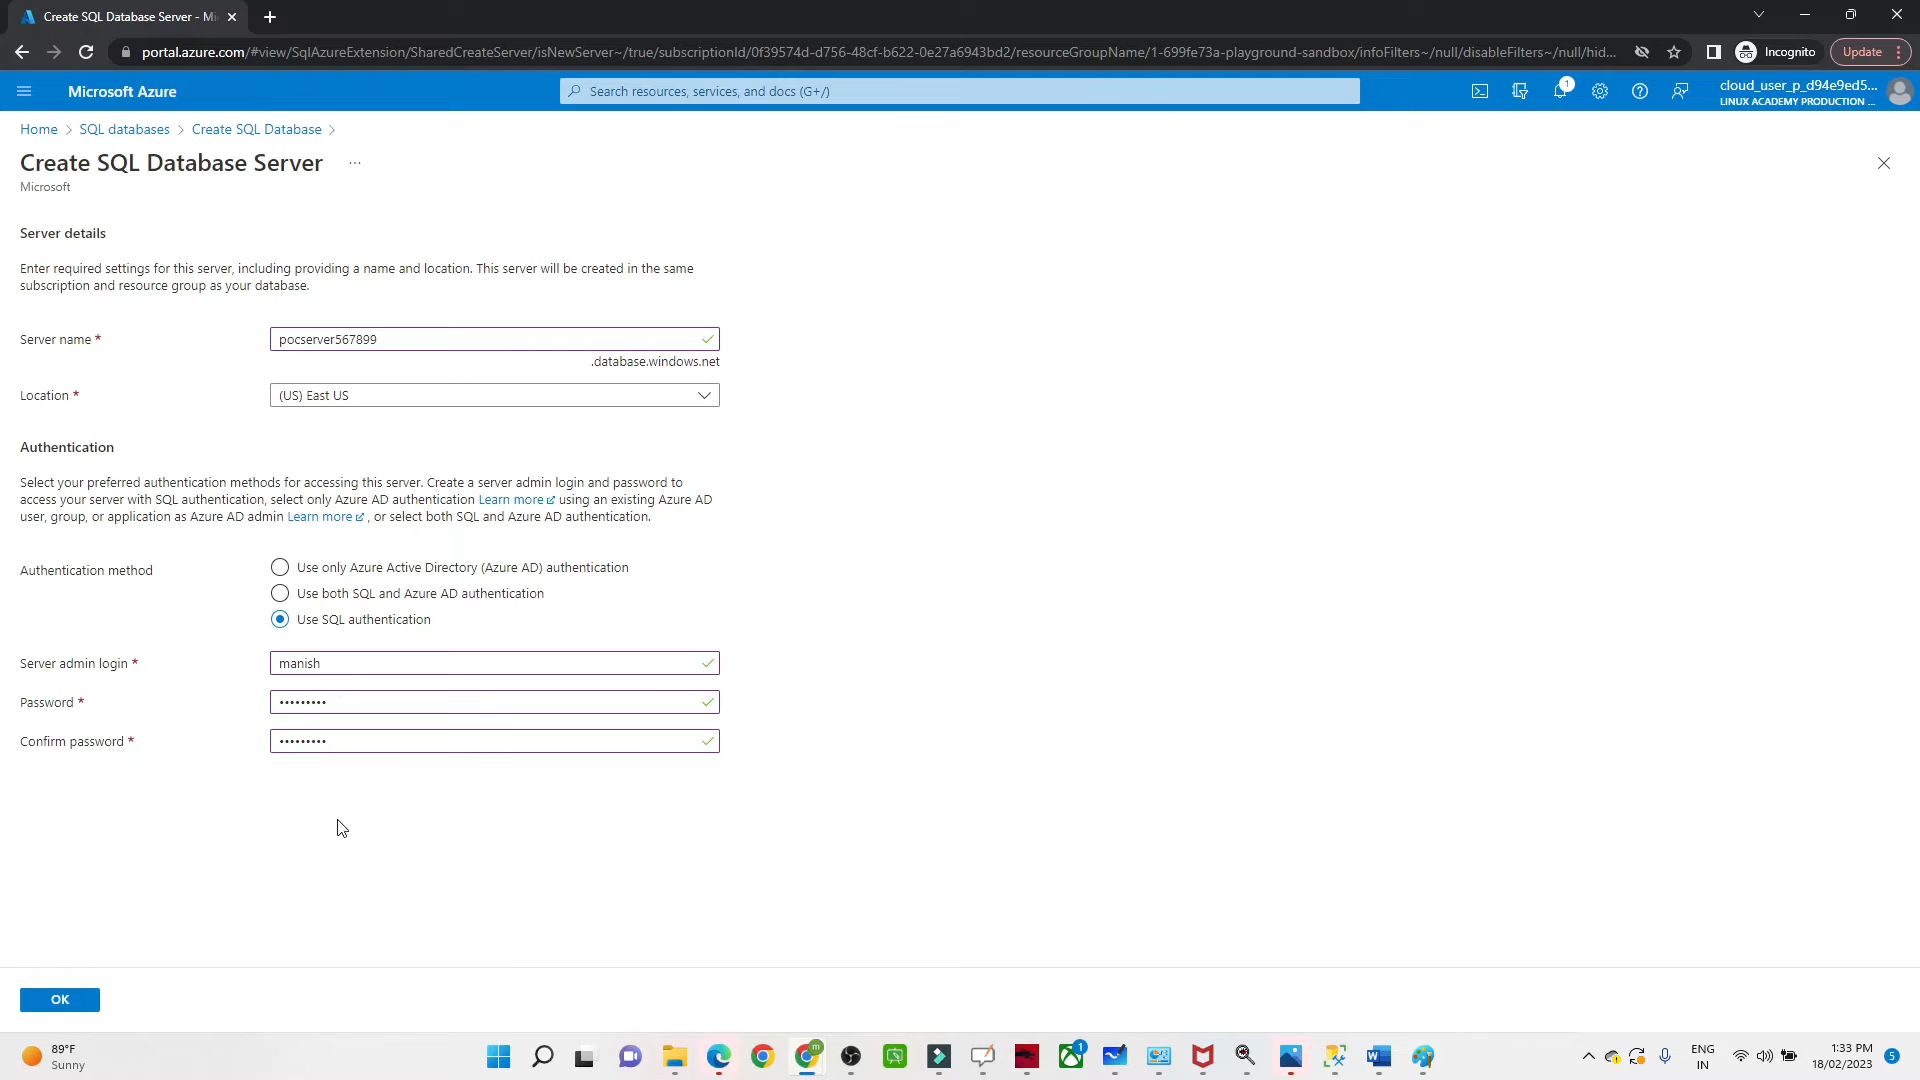 Create SQL Database Server - Mi
portal.azure.com/#view/SqlAzureExtension/SharedCreateServer/isNewServer~/true/subscriptionId/0f39574d-d756-48cf-b622-0e27a6943bd2/resourceGroupName/1-699fe73a-playground-sandbox/infoFilters~/null/disableFilters~/null/hid...
Incognito
Update
Microsoft Azure
Search resources, services, and docs (G+/)
1
cloud_user_p_d94e9ed5...
LINUX ACADEMY PRODUCTION ...
Home > SQL databases > Create SQL Database >
Create SQL Database Server ...
Microsoft
Server details
Enter required settings for this server, including providing a name and location. This server will be created in the same
subscription and resource group as your database.
Server name *
pocserver567899
.database.windows.net
Location *
(US) East US
Authentication
Select your preferred authentication methods for accessing this server. Create a server admin login and password to
access your server with SQL authentication, select only Azure AD authentication Learn more using an existing Azure AD
user, group, or application as Azure AD admin Learn more , or select both SQL and Azure AD authentication.
Authentication method
Use only Azure Active Directory (Azure AD) authentication
Use both SQL and Azure AD authentication
Use SQL authentication
Server admin login *
manish
Password *
•••••••••
Confirm password *
•••••••••
OK
89°F
Sunny
m
1
ENG
IN
1:33 PM
18/02/2023
5